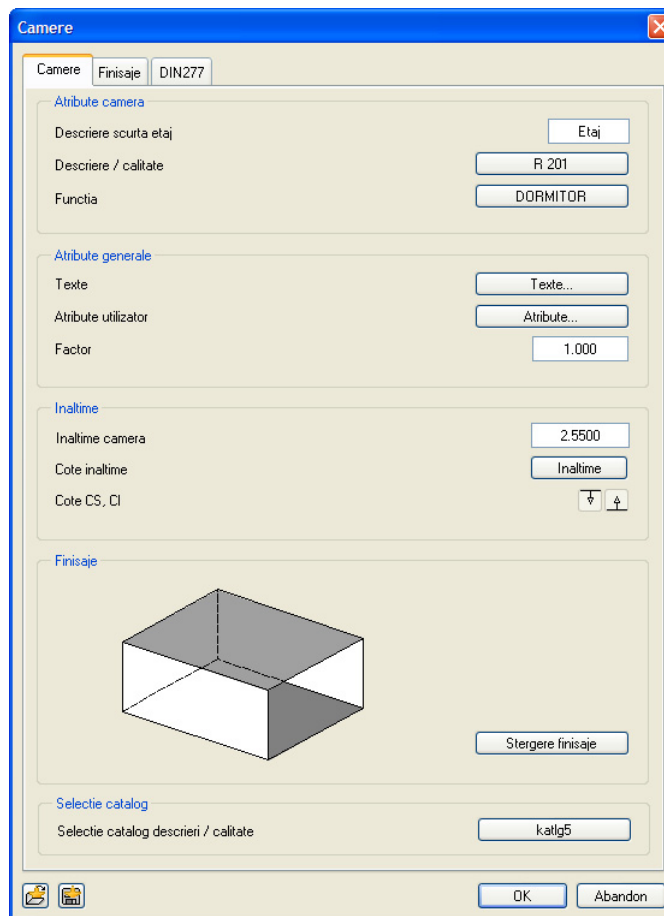 Camere
Camere Finisaje DIN277
Atribute camera
Descriere scurta etaj Etaj
Descriere / calitate R 201
Functia DORMITOR
Atribute generale
Texte Texte...
Atribute utilizator Atribute...
Factor 1.000
Inaltime
Inaltime camera 2.5500
Cote inaltime Inaltime
Cote CS, CI
Finisaje
Stergere finisaje
Selectie catalog
Selectie catalog descrieri / calitate katlg5
OK Abandon